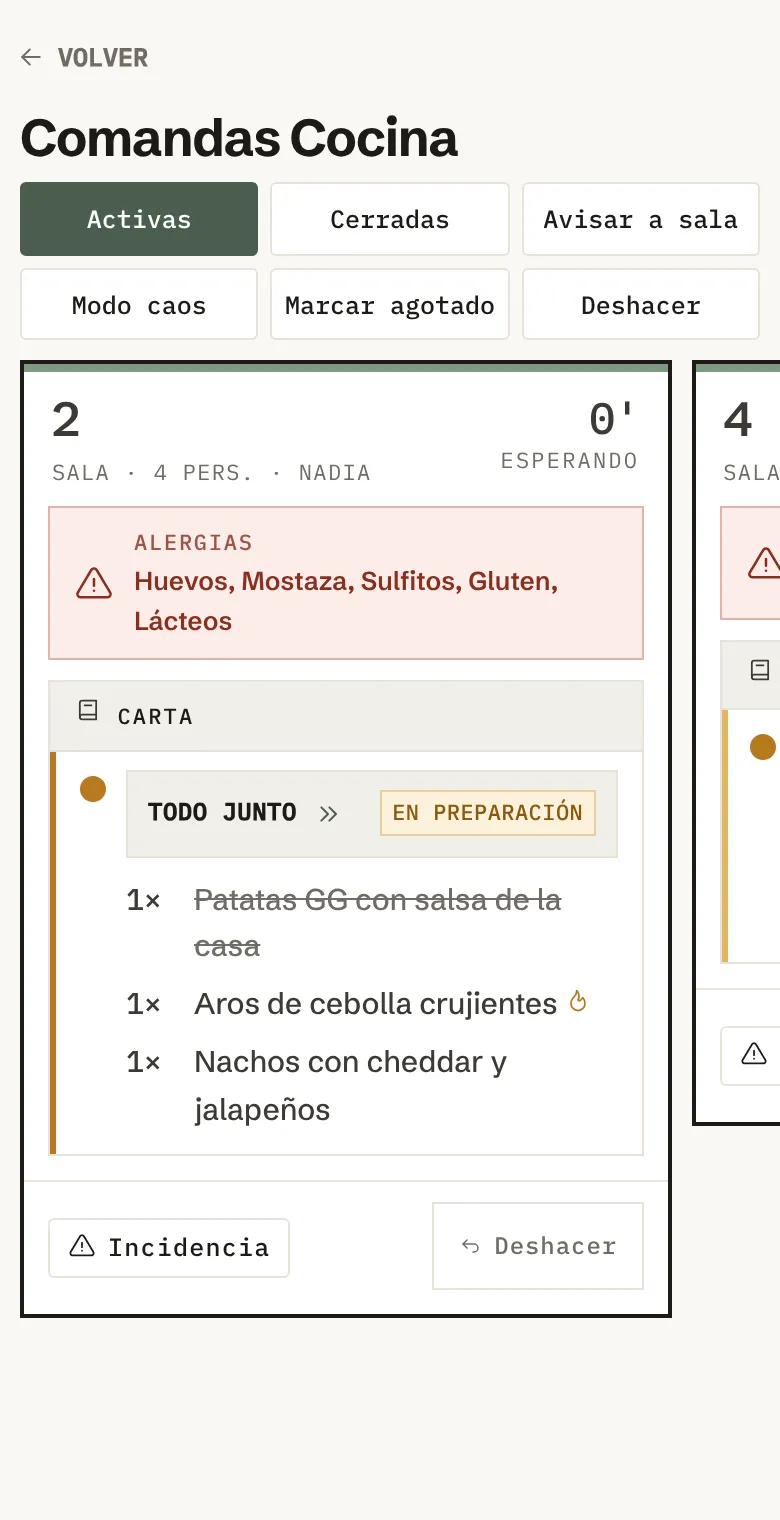 ← VOLVER
Comandas Cocina
Activas
Cerradas
Avisar a sala
Modo caos
Marcar agotado
Deshacer
2
0'
SALA · 4 PERS. · NADIA
ESPERANDO
ALERGIAS
Huevos, Mostaza, Sulfitos, Gluten,
Lácteos
CARTA
TODO JUNTO »
EN PREPARACIÓN
1× Patatas GG con salsa de la
casa
1× Aros de cebolla crujientes
1× Nachos con cheddar y
jalapeños
Incidencia
Deshacer
4
SALA